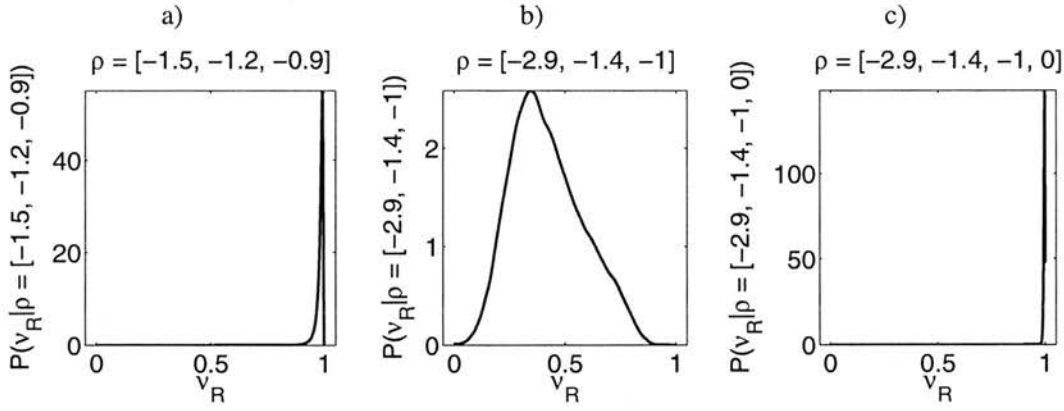 a)
ρ = [−1.5, −1.2, −0.9]
P(ν_R|ρ = [−1.5, −1.2, −0.9])
40
20
0
0
0.5
1
ν_R
b)
ρ = [−2.9, −1.4, −1]
P(ν_R|ρ = [−2.9, −1.4, −1])
2
1
0
0
0.5
1
ν_R
c)
ρ = [−2.9, −1.4, −1, 0]
P(ν_R|ρ = [−2.9, −1.4, −1, 0]
100
50
0
0
0.5
1
ν_R